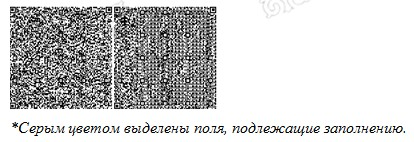 *Серым цветом выделены поля, подлежащие заполнению.